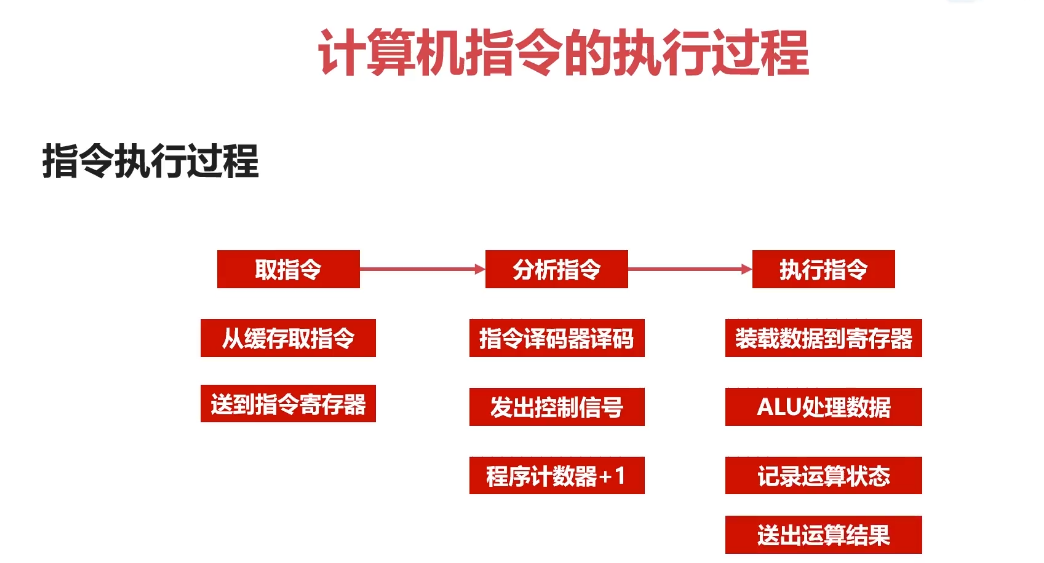 计算机指令的执行过程
指令执行过程
取指令
分析指令
执行指令
从缓存取指令
指令译码器译码
装载数据到寄存器
送到指令寄存器
发出控制信号
ALU处理数据
程序计数器+1
记录运算状态
送出运算结果